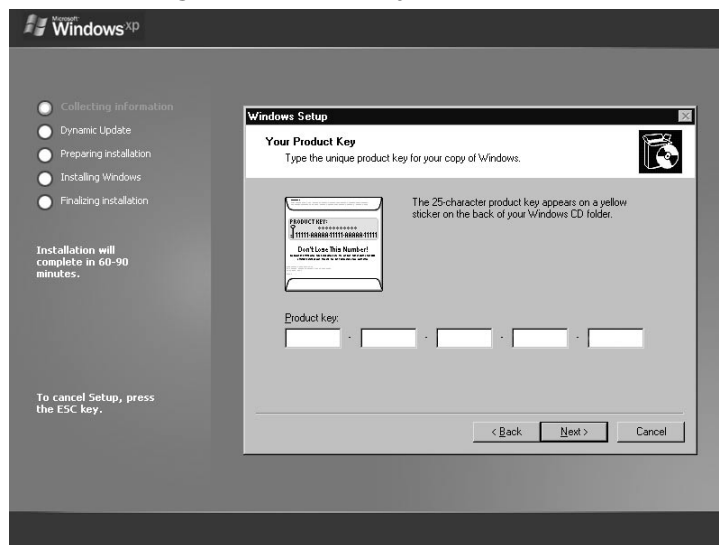 Microsoft
Windows xp
Collecting information
Dynamic Update
Preparing installation
Installing Windows
Finalizing installation
Installation will
complete in 60-90
minutes.
To cancel Setup, press
the ESC key.
Windows Setup
Your Product Key
Type the unique product key for your copy of Windows.
The 25-character product key appears on a yellow
sticker on the back of your Windows CD folder.
PRODUCT KEY:
11111-AAAAA-11111-AAAAA-11111
Don't Lose This Number!
Product key:
- - - -
< Back
Next >
Cancel